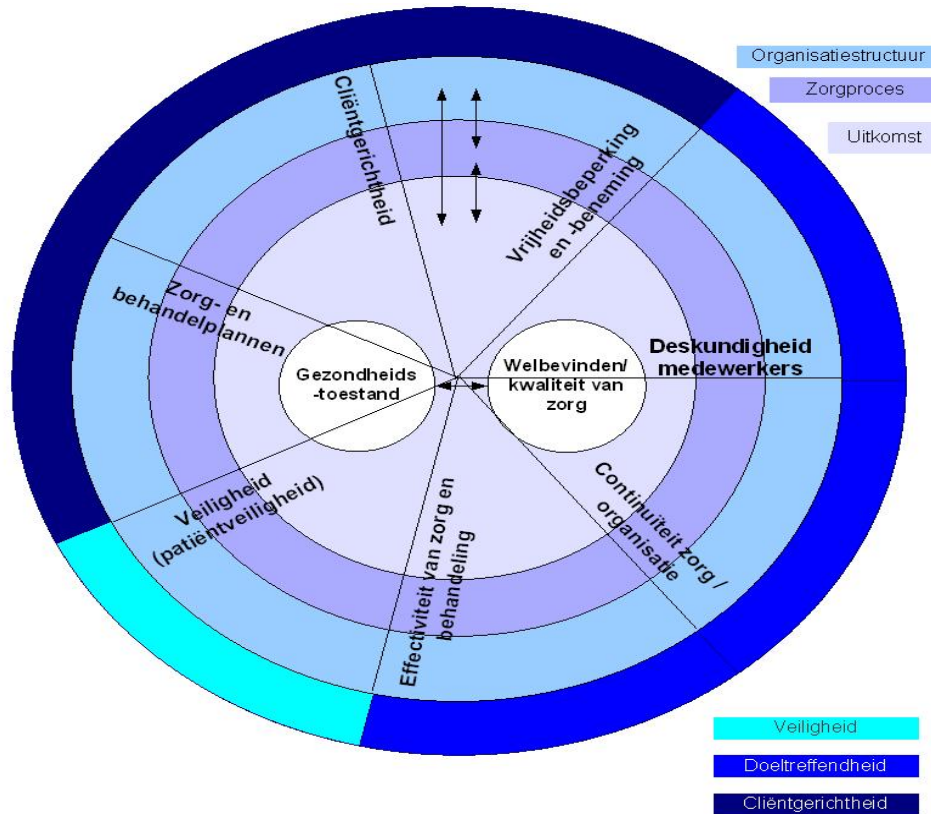 Organisatiestructuur
Zorgproces
Uitkomst
Cliëntgerichtheid
Vrijheidsbeperking
en -beneming
Zorg- en
behandelplannen
Gezondheids
-toestand
Welbevinden/
kwaliteit van
zorg
Deskundigheid
medewerkers
Veiligheid
(patiëntveiligheid)
Effectiviteit van zorg en
behandeling
Continuïteit zorg /
organisatie
Veiligheid
Doeltreffendheid
Cliëntgerichtheid